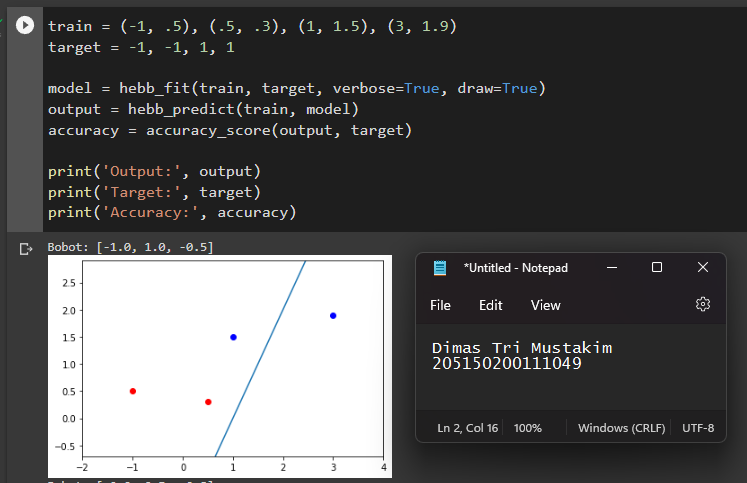 train = (-1, .5), (.5, .3), (1, 1.5), (3, 1.9)
target = -1, -1, 1, 1
model = hebb_fit(train, target, verbose=True, draw=True)
output = hebb_predict(train, model)
accuracy = accuracy_score(output, target)
print('Output:', output)
print('Target:', target)
print('Accuracy:', accuracy)
Bobot: [-1.0, 1.0, -0.5]
2.5
2.0
1.5
1.0
0.5
0.0
-0.5
-2 -1 0 1 2 3 4
*Untitled - Notepad
File Edit View
Dimas Tri Mustakim
205150200111049
Ln 2, Col 16 100% Windows (CRLF) UTF-8